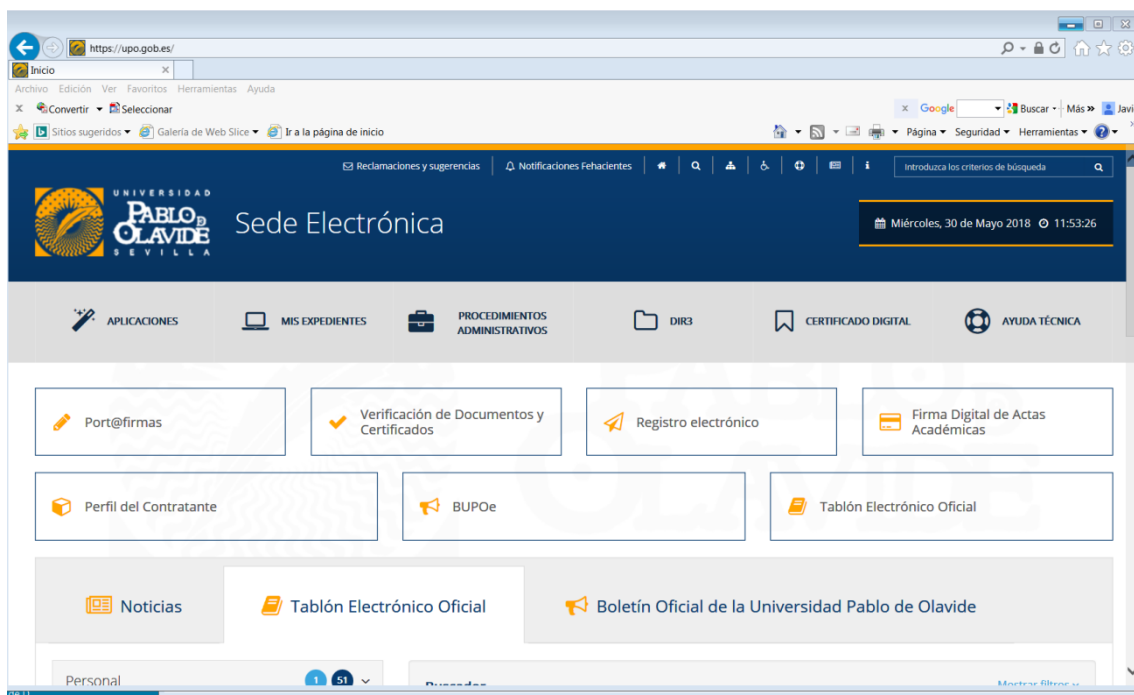 https://upo.gob.es/
Inicio
Archivo Edición Ver Favoritos Herramientas Ayuda
x Convertir Seleccionar
x Google Buscar Más » Javi
Sitios sugeridos Galería de Web Slice Ir a la página de inicio
Página Seguridad Herramientas
Reclamaciones y sugerencias Notificaciones Fehacientes Introduzca los criterios de búsqueda
UNIVERSIDAD
PABLO DE
OLAVIDE
SEVILLA
Sede Electrónica
Miércoles, 30 de Mayo 2018 11:53:26
APLICACIONES MIS EXPEDIENTES PROCEDIMIENTOS ADMINISTRATIVOS DIR3 CERTIFICADO DIGITAL AYUDA TÉCNICA
Port@firmas
Verificación de Documentos y
Certificados
Registro electrónico
Firma Digital de Actas
Académicas
Perfil del Contratante BUPOe Tablón Electrónico Oficial
Noticias Tablón Electrónico Oficial Boletín Oficial de la Universidad Pablo de Olavide
Personal 1 51
Buscador Mostrar filtros